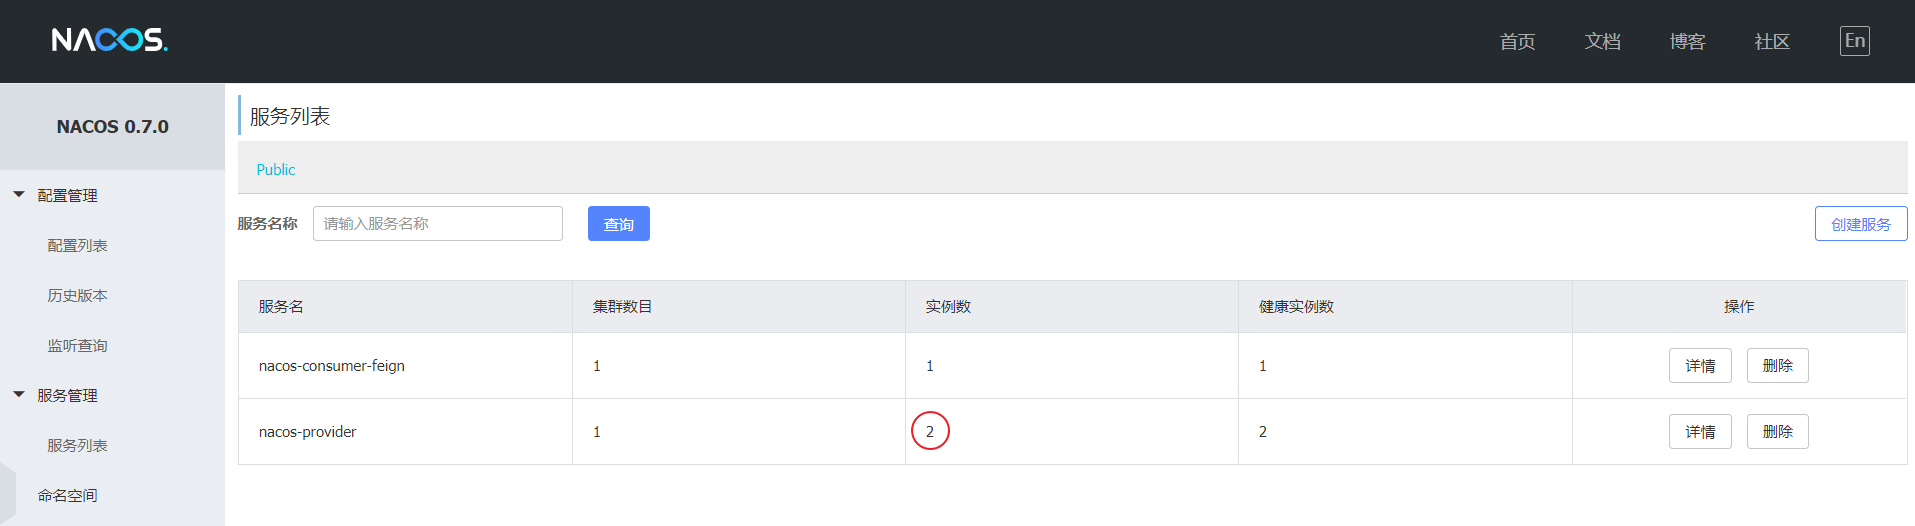 NACOS.
首页 文档 博客 社区 En
NACOS 0.7.0
配置管理
配置列表
历史版本
监听查询
服务管理
服务列表
命名空间
服务列表
Public
服务名称 请输入服务名称 查询 创建服务
服务名 集群数目 实例数 健康实例数 操作
nacos-consumer-feign 1 1 1 详情 删除
nacos-provider 1 2 2 详情 删除